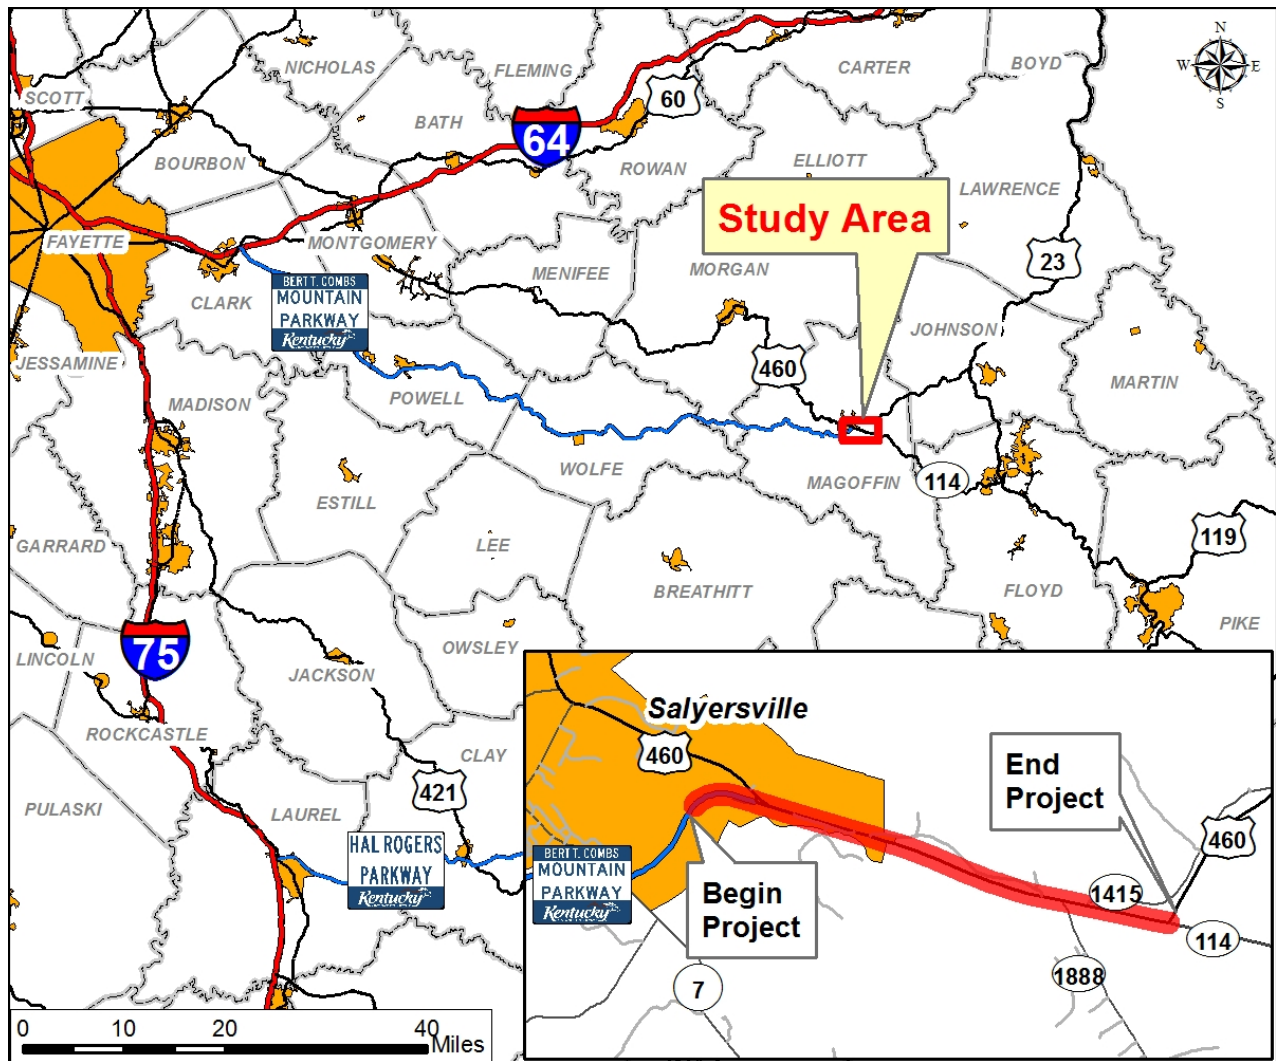 N
W E
S
NICHOLAS
FLEMING
CARTER
BOYD
SCOTT
60
BATH
64
BOURBON
ROWAN
ELLIOTT
LAWRENCE
Study Area
FAYETTE
MONTGOMERY
MENIFEE
MORGAN
23
CLARK
BERT T. COMBS
MOUNTAIN
PARKWAY
Kentucky
JOHNSON
JESSAMINE
460
MARTIN
MADISON
POWELL
WOLFE
MAGOFFIN
114
ESTILL
119
GARRARD
LEE
BREATHITT
FLOYD
PIKE
75
LINCOLN
OWSLEY
JACKSON
ROCKCASTLE
CLAY
421
PULASKI
LAUREL
HAL ROGERS
PARKWAY
Kentucky
Salyersville
460
End
Project
460
BERT T. COMBS
MOUNTAIN
PARKWAY
Kentucky
Begin
Project
1415
114
1888
7
0 10 20 40
Miles